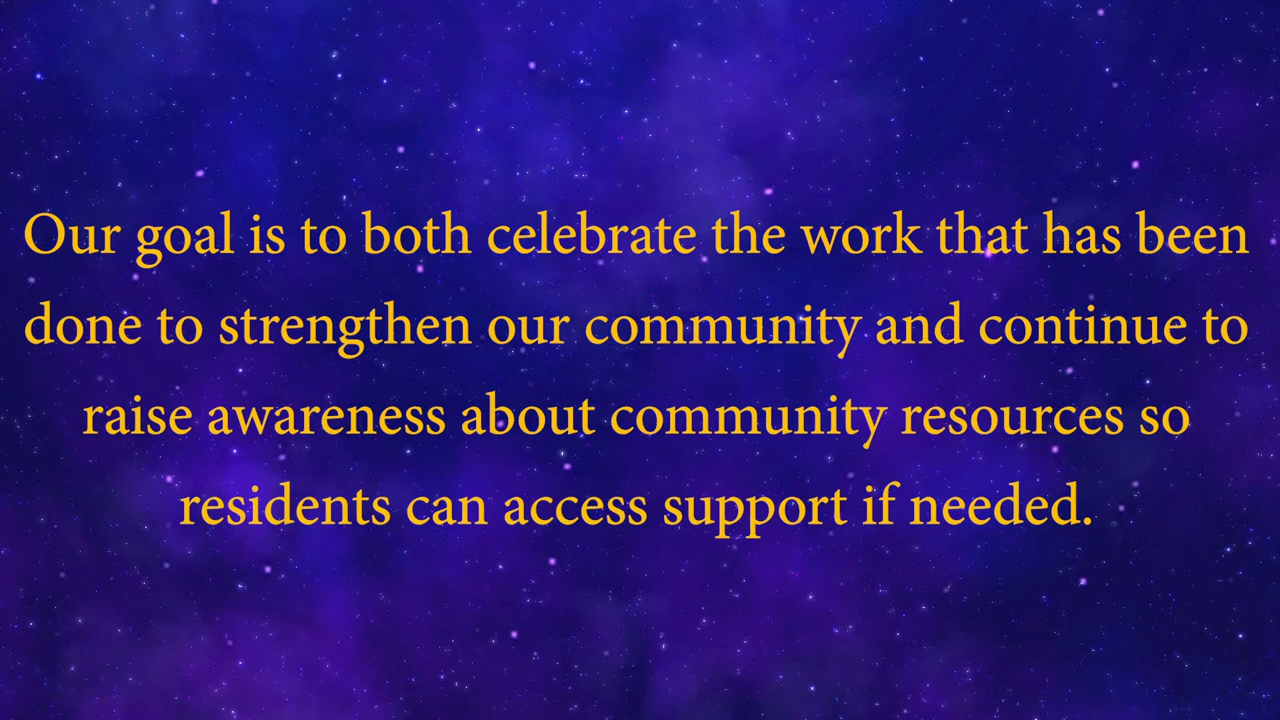 Our goal is to both celebrate the work that has been
done to strengthen our community and continue to
raise awareness about community resources so
residents can access support if needed.